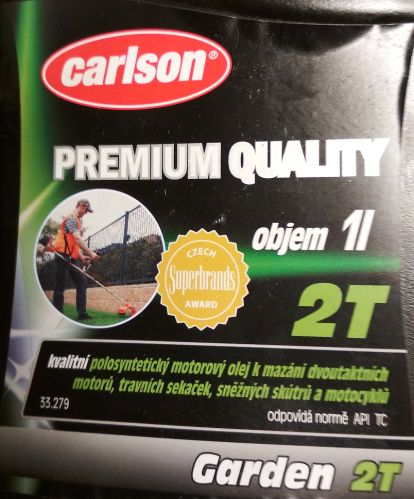 carlson®
PREMIUM QUALITY
objem 1l
CZECH
Superbrands
AWARD
2T
kvalitní polosyntetický motorový olej k mazání dvoutaktních
motorů, travních sekaček, sněžných skútrů a motocyklů
33.279
odpovídá normě API TC
Garden 2T